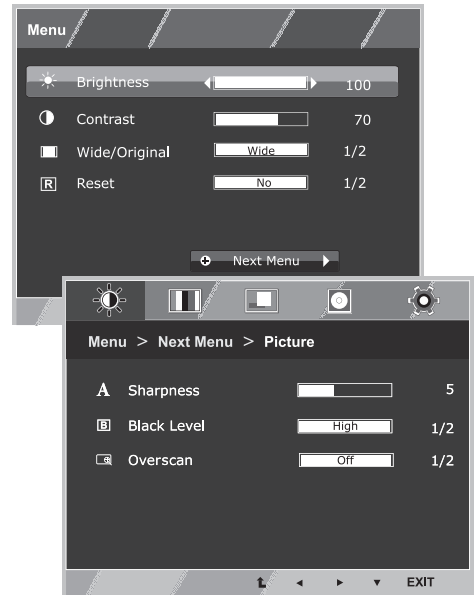 Menu
Brightness 100
Contrast 70
Wide/Original Wide 1/2
R Reset No 1/2
Next Menu
Menu > Next Menu > Picture
A Sharpness 5
B Black Level High 1/2
Overscan Off 1/2
EXIT